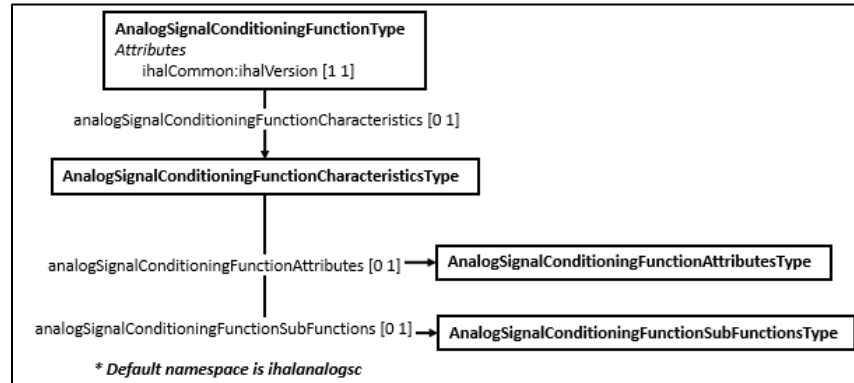 AnalogSignalConditioningFunctionType
Attributes
ihalCommon:ihalVersion [1 1]
analogSignalConditioningFunctionCharacteristics [0 1]
AnalogSignalConditioningFunctionCharacteristicsType
analogSignalConditioningFunctionAttributes [0 1]
AnalogSignalConditioningFunctionAttributesType
analogSignalConditioningFunctionSubFunctions [0 1]
AnalogSignalConditioningFunctionSubFunctionsType
* Default namespace is ihalanalogsc